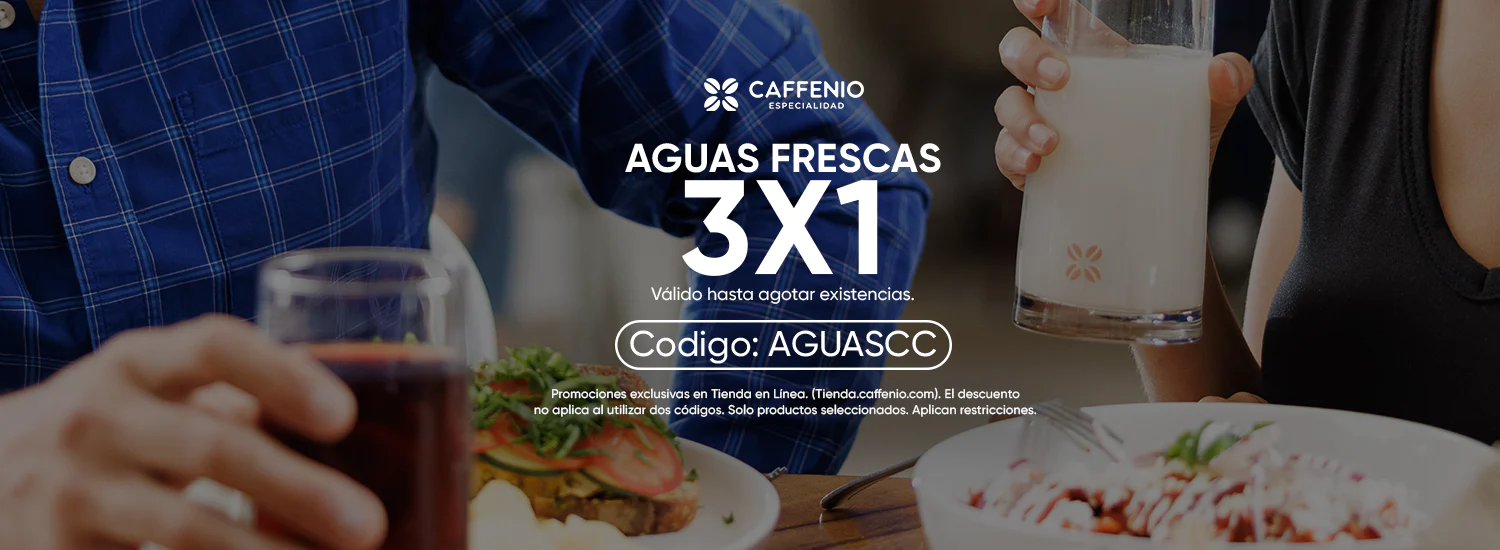 CAFFENIO
ESPECIALIDAD
AGUAS FRESCAS
3X1
Válido hasta agotar existencias.
Codigo: AGUASCC
Promociones exclusivas en Tienda en Línea. (Tienda.caffenio.com). El descuento
no aplica al utilizar dos códigos. Solo productos seleccionados. Aplican restricciones.